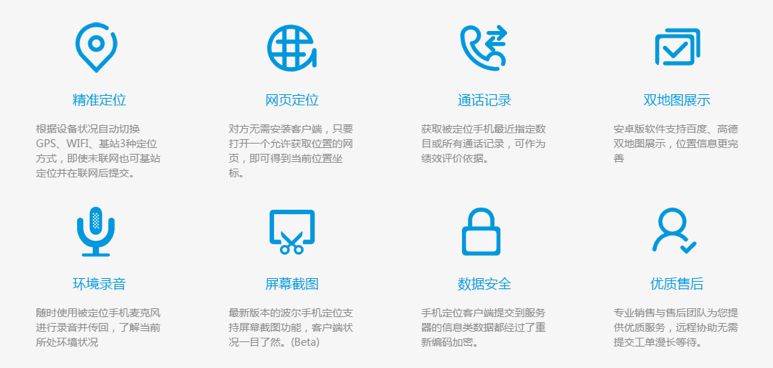 精准定位
网页定位
通话记录
双地图展示
根据设备状况自动切换
GPS、WIFI、基站3种定位
方式，即使未联网也可基站
定位并在联网后提交。
对方无需安装客户端，只要
打开一个允许获取位置的网
页，即可得到当前位置坐
标。
获取被定位手机最近指定数
目或所有通话记录，可作为
绩效评价依据。
安卓版软件支持百度、高德
双地图展示，位置信息更完
善
环境录音
屏幕截图
数据安全
优质售后
随时使用被定位手机麦克风
进行录音并传回，了解当前
所处环境状况
最新版本的波尔手机定位支
持屏幕截图功能，客户端状
况一目了然。(Beta)
手机定位客户端提交到服务
器的信息类数据都经过了重
新编码加密。
专业销售与售后团队为您提
供优质服务，远程协助无需
提交工单漫长等待。